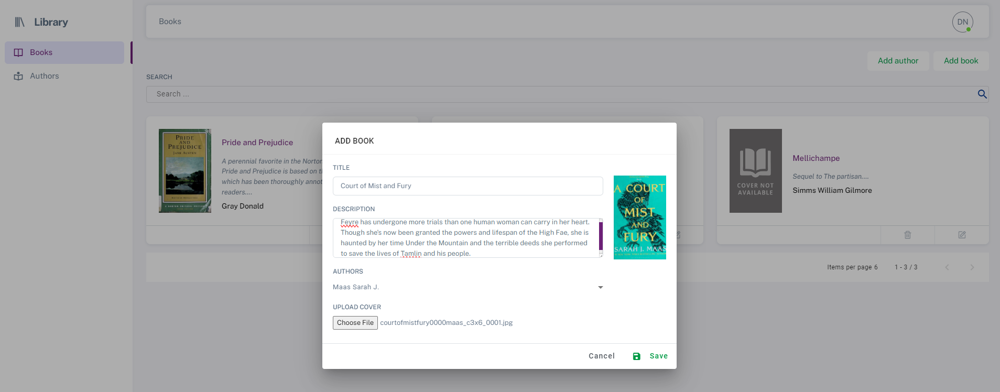 Library
Books
Authors
Books
DN
Add author
Add book
SEARCH
Search ...
PRIDE
AND
PREJUDICE
JANE AUSTEN
Pride and Prejudice
A perennial favorite in the Norton
Pride and Prejudice is based on t
which has been thoroughly annot
readers....
Gray Donald
COVER NOT
AVAILABLE
Mellichampe
Sequel to The partisan....
Simms William Gilmore
Items per page 6
1 - 3 / 3
ADD BOOK
TITLE
Court of Mist and Fury
DESCRIPTION
Feyre has undergone more trials than one human woman can carry in her heart.
Though she's now been granted the powers and lifespan of the High Fae, she is
haunted by her time Under the Mountain and the terrible deeds she performed
to save the lives of Tamlin and his people.
A COURT
OF
MIST
AND
FURY
SARAH J. MAAS
AUTHORS
Maas Sarah J.
UPLOAD COVER
Choose File courtofmistfury0000maas_c3x6_0001.jpg
Cancel
Save